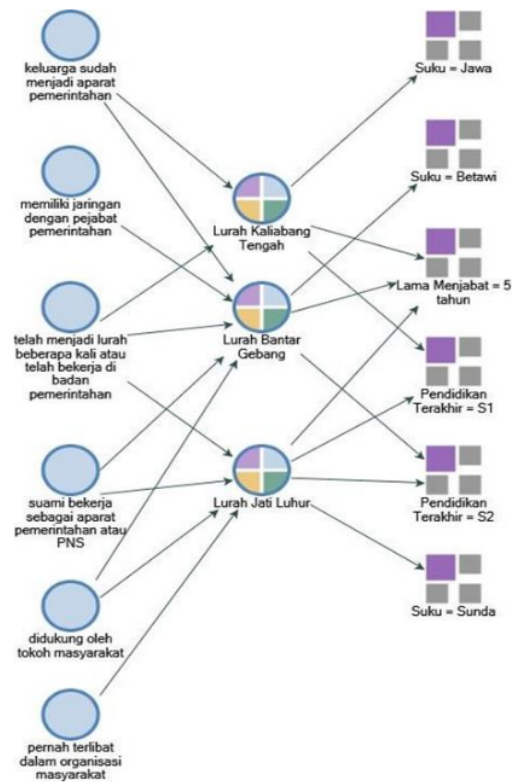 keluarga sudah
menjadi aparat
pemerintahan
memiliki jaringan
dengan pejabat
pemerintahan
telah menjadi lurah
beberapa kali atau
telah bekerja di
badan
pemerintahan
suami bekerja
sebagai aparat
pemerintahan atau
PNS
didukung oleh
tokoh masyarakat
pernah terlibat
dalam organisasi
masyarakat
Lurah Kaliabang
Tengah
Lurah Bantar
Gebang
Lurah Jati Luhur
Suku = Jawa
Suku = Betawi
Lama Menjabat = 5
tahun
Pendidikan
Terakhir = S1
Pendidikan
Terakhir = S2
Suku = Sunda